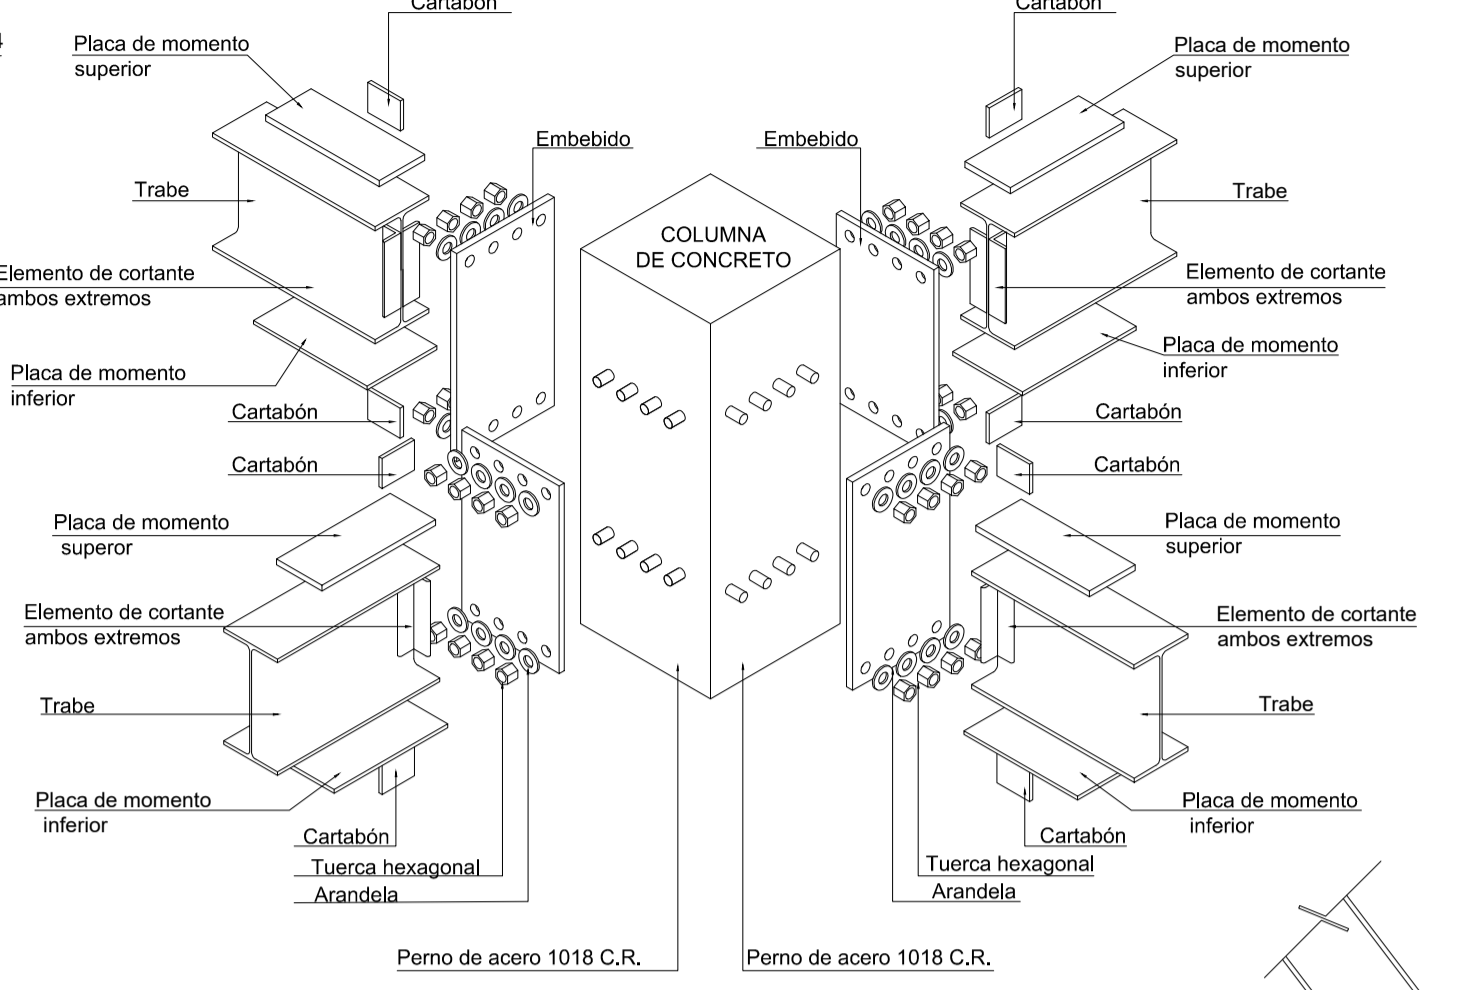 Cartabón
Cartabón
4
Placa de momento
superior
Placa de momento
superior
Embebido
Embebido
Trabe
Trabe
COLUMNA
DE CONCRETO
Elemento de cortante
ambos extremos
Elemento de cortante
ambos extremos
Placa de momento
inferior
Placa de momento
inferior
Cartabón
Cartabón
Cartabón
Cartabón
Placa de momento
superor
Placa de momento
superior
Elemento de cortante
ambos extremos
Elemento de cortante
ambos extremos
Trabe
Trabe
Placa de momento
inferior
Placa de momento
inferior
Cartabón
Cartabón
Tuerca hexagonal
Tuerca hexagonal
Arandela
Arandela
Perno de acero 1018 C.R.
Perno de acero 1018 C.R.